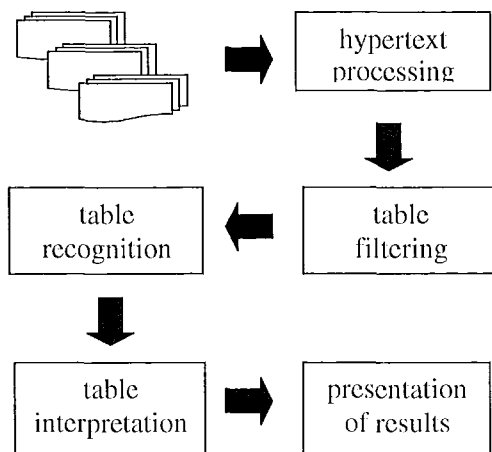 hypertext
processing
table
filtering
table
recognition
table
interpretation
presentation
of results